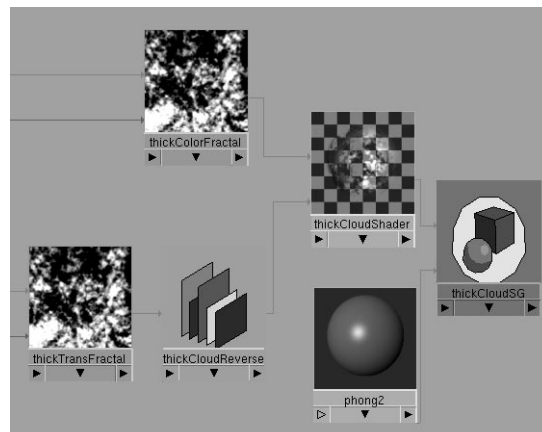 thickColorFractal
thickCloudShader
thickCloudSG
thickTransFractal
thickCloudReverse
phong2